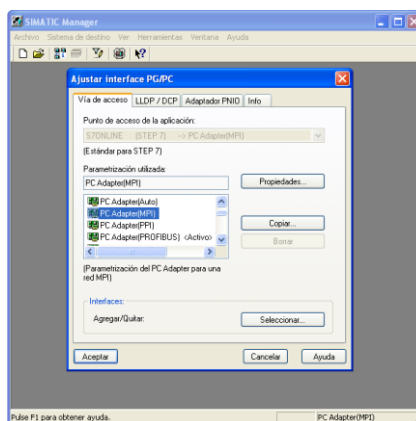 SIMATIC Manager
Archivo Sistema de destino Ver Herramientas Ventana Ayuda
Ajustar interface PG/PC
Vía de acceso LLDP / DCP Adaptador PNIO Info
Punto de acceso de la aplicación:
S7ONLINE (STEP 7) -> PC Adapter(MPI)
(Estándar para STEP 7)
Parametrización utilizada:
PC Adapter(MPI)
Propiedades...
PC Adapter(Auto)
PC Adapter(MPI)
PC Adapter(PPI)
PC Adapter(PROFIBUS) <Activo>
Copiar...
Borrar
(Parametrización del PC Adapter para una
red MPI)
Interfaces:
Agregar/Quitar:
Seleccionar...
Aceptar
Cancelar
Ayuda
Pulse F1 para obtener ayuda.
PC Adapter(MPI)